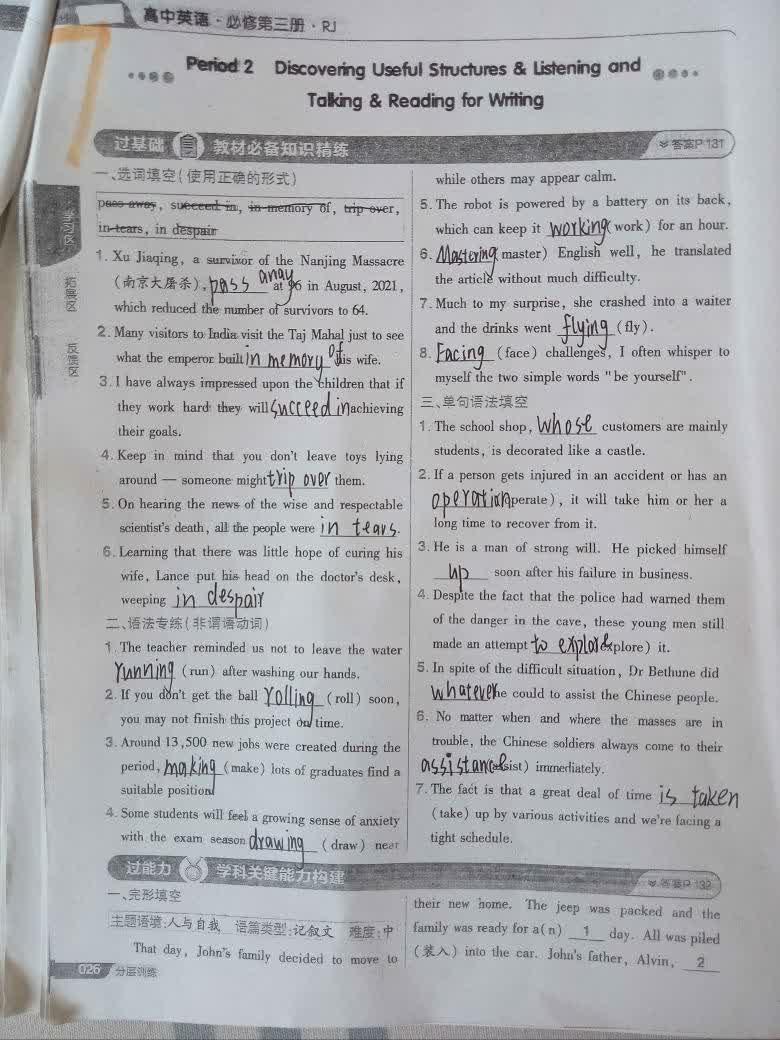 高中英语·必修第三册·RJ
Period 2 Discovering Useful Structures & Listening and
Talking & Reading for Writing
过基础 教材必备知识精练 答案P131
学习区
拓展区
反馈区
一、选词填空(使用正确的形式)
pass away, succeed in, in memory of, trip over,
in tears, in despair
1. Xu Jiaqing, a survivor of the Nanjing Massacre
(南京大屠杀), pass away at 96 in August, 2021,
which reduced the number of survivors to 64.
2. Many visitors to India visit the Taj Mahal just to see
what the emperor built in memory of his wife.
3. I have always impressed upon the children that if
they work hard they will succeed in achieving
their goals.
4. Keep in mind that you don't leave toys lying
around — someone might trip over them.
5. On hearing the news of the wise and respectable
scientist's death, all the people were in tears.
6. Learning that there was little hope of curing his
wife, Lance put his head on the doctor's desk,
weeping in despair
二、语法专练(非谓语动词)
1. The teacher reminded us not to leave the water
running (run) after washing our hands.
2. If you don't get the ball rolling (roll) soon,
you may not finish this project on time.
3. Around 13,500 new jobs were created during the
period, making (make) lots of graduates find a
suitable position
4. Some students will feel a growing sense of anxiety
with the exam season drawing (draw) near
while others may appear calm.
5. The robot is powered by a battery on its back,
which can keep it working (work) for an hour.
6. Mastering master) English well, he translated
the article without much difficulty.
7. Much to my surprise, she crashed into a waiter
and the drinks went flying (fly).
8. Facing (face) challenges, I often whisper to
myself the two simple words "be yourself".
三、单句语法填空
1. The school shop, whose customers are mainly
students, is decorated like a castle.
2. If a person gets injured in an accident or has an
operation perate), it will take him or her a
long time to recover from it.
3. He is a man of strong will. He picked himself
up soon after his failure in business.
4. Despite the fact that the police had warned them
of the danger in the cave, these young men still
made an attempt to explore xplore) it.
5. In spite of the difficult situation, Dr Bethune did
whatever he could to assist the Chinese people.
6. No matter when and where the masses are in
trouble, the Chinese soldiers always come to their
assistance ssist) immediately.
7. The fact is that a great deal of time is taken
(take) up by various activities and we're facing a
tight schedule.
过能力 学科关键能力构建 答案P132
一、完形填空
主题语境:人与自我 语篇类型:记叙文 难度:中
That day, John's family decided to move to
their new home. The jeep was packed and the
family was ready for a(n) 1 day. All was piled
(装入) into the car. John's father, Alvin, 2
026 分层训练